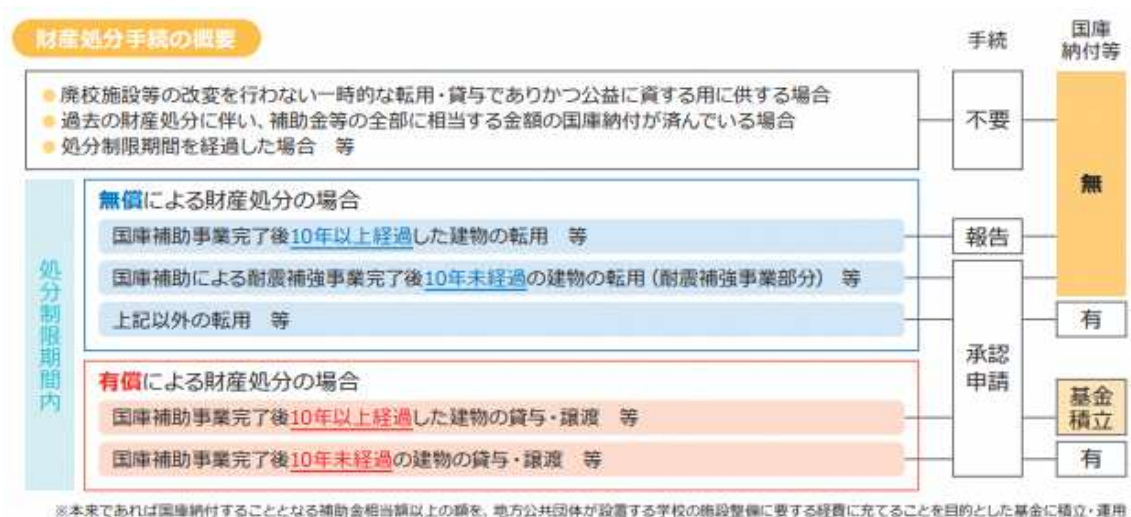 財産処分手続の概要
手続
国庫
納付等
●廃校施設等の改変を行わない一時的な転用・貸与でありかつ公益に資する用に供する場合
●過去の財産処分に伴い、補助金等の全部に相当する金額の国庫納付が済んでいる場合
●処分制限期間を経過した場合 等
不要
無
処分制限期間内
無償による財産処分の場合
国庫補助事業完了後10年以上経過した建物の転用 等
報告
国庫補助による耐震補強事業完了後10年未経過の建物の転用(耐震補強事業部分) 等
上記以外の転用 等
有
承認
申請
有償による財産処分の場合
国庫補助事業完了後10年以上経過した建物の貸与・譲渡 等
基金
積立
国庫補助事業完了後10年未経過の建物の貸与・譲渡 等
有
※本来であれば国庫納付することとなる補助金相当額以上の額を、地方公共団体が設置する学校の施設整備に要する経費に充てることを目的とした基金に積立・運用